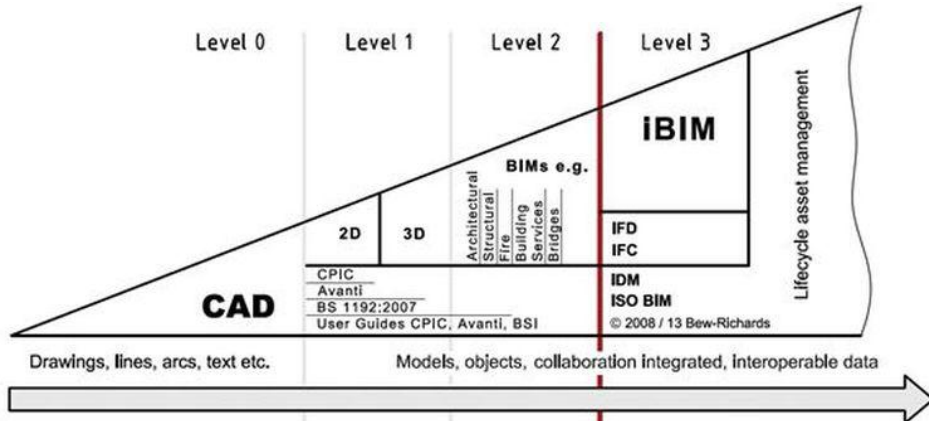 Level 0
Level 1
Level 2
Level 3
iBIM
BIMs e.g.
Architectural
Structural
Fire
Building
Services
Bridges
Lifecycle asset management
2D
3D
IFD
IFC
CPIC
Avanti
BS 1192:2007
User Guides CPIC, Avanti, BSI
CAD
IDM
ISO BIM
© 2008 / 13 Bew-Richards
Drawings, lines, arcs, text etc.
Models, objects, collaboration integrated, interoperable data